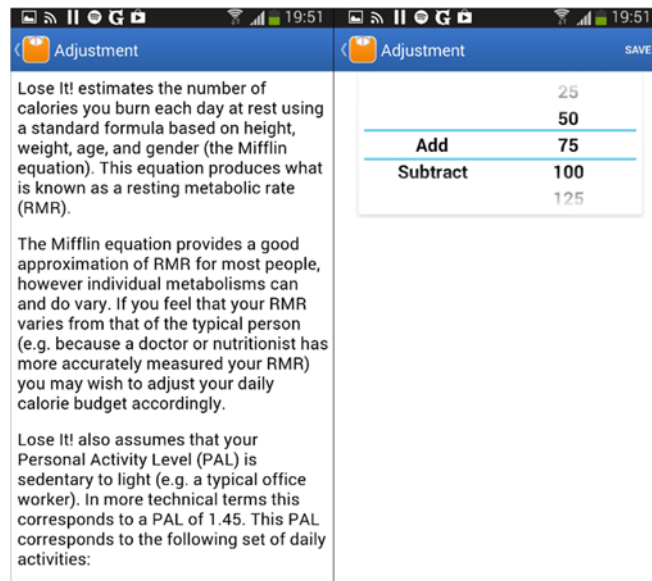 19:51
Adjustment
Lose It! estimates the number of
calories you burn each day at rest using
a standard formula based on height,
weight, age, and gender (the Mifflin
equation). This equation produces what
is known as a resting metabolic rate
(RMR).
The Mifflin equation provides a good
approximation of RMR for most people,
however individual metabolisms can
and do vary. If you feel that your RMR
varies from that of the typical person
(e.g. because a doctor or nutritionist has
more accurately measured your RMR)
you may wish to adjust your daily
calorie budget accordingly.
Lose It! also assumes that your
Personal Activity Level (PAL) is
sedentary to light (e.g. a typical office
worker). In more technical terms this
corresponds to a PAL of 1.45. This PAL
corresponds to the following set of daily
activities:
19:51
Adjustment SAVE
25
50
Add 75
Subtract 100
125